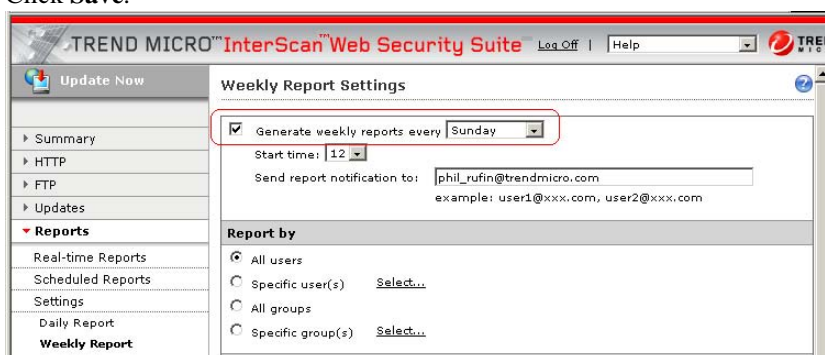 Click Save.
TREND MICRO™ InterScan™ Web Security Suite Log Off | Help
Update Now
Weekly Report Settings
Generate weekly reports every Sunday
Summary
Start time: 12
HTTP
Send report notification to: phil_rufin@trendmicro.com
FTP
example: user1@xxx.com, user2@xxx.com
Updates
Reports
Report by
Real-time Reports
All users
Scheduled Reports
Specific user(s) Select...
Settings
All groups
Daily Report
Specific group(s) Select...
Weekly Report